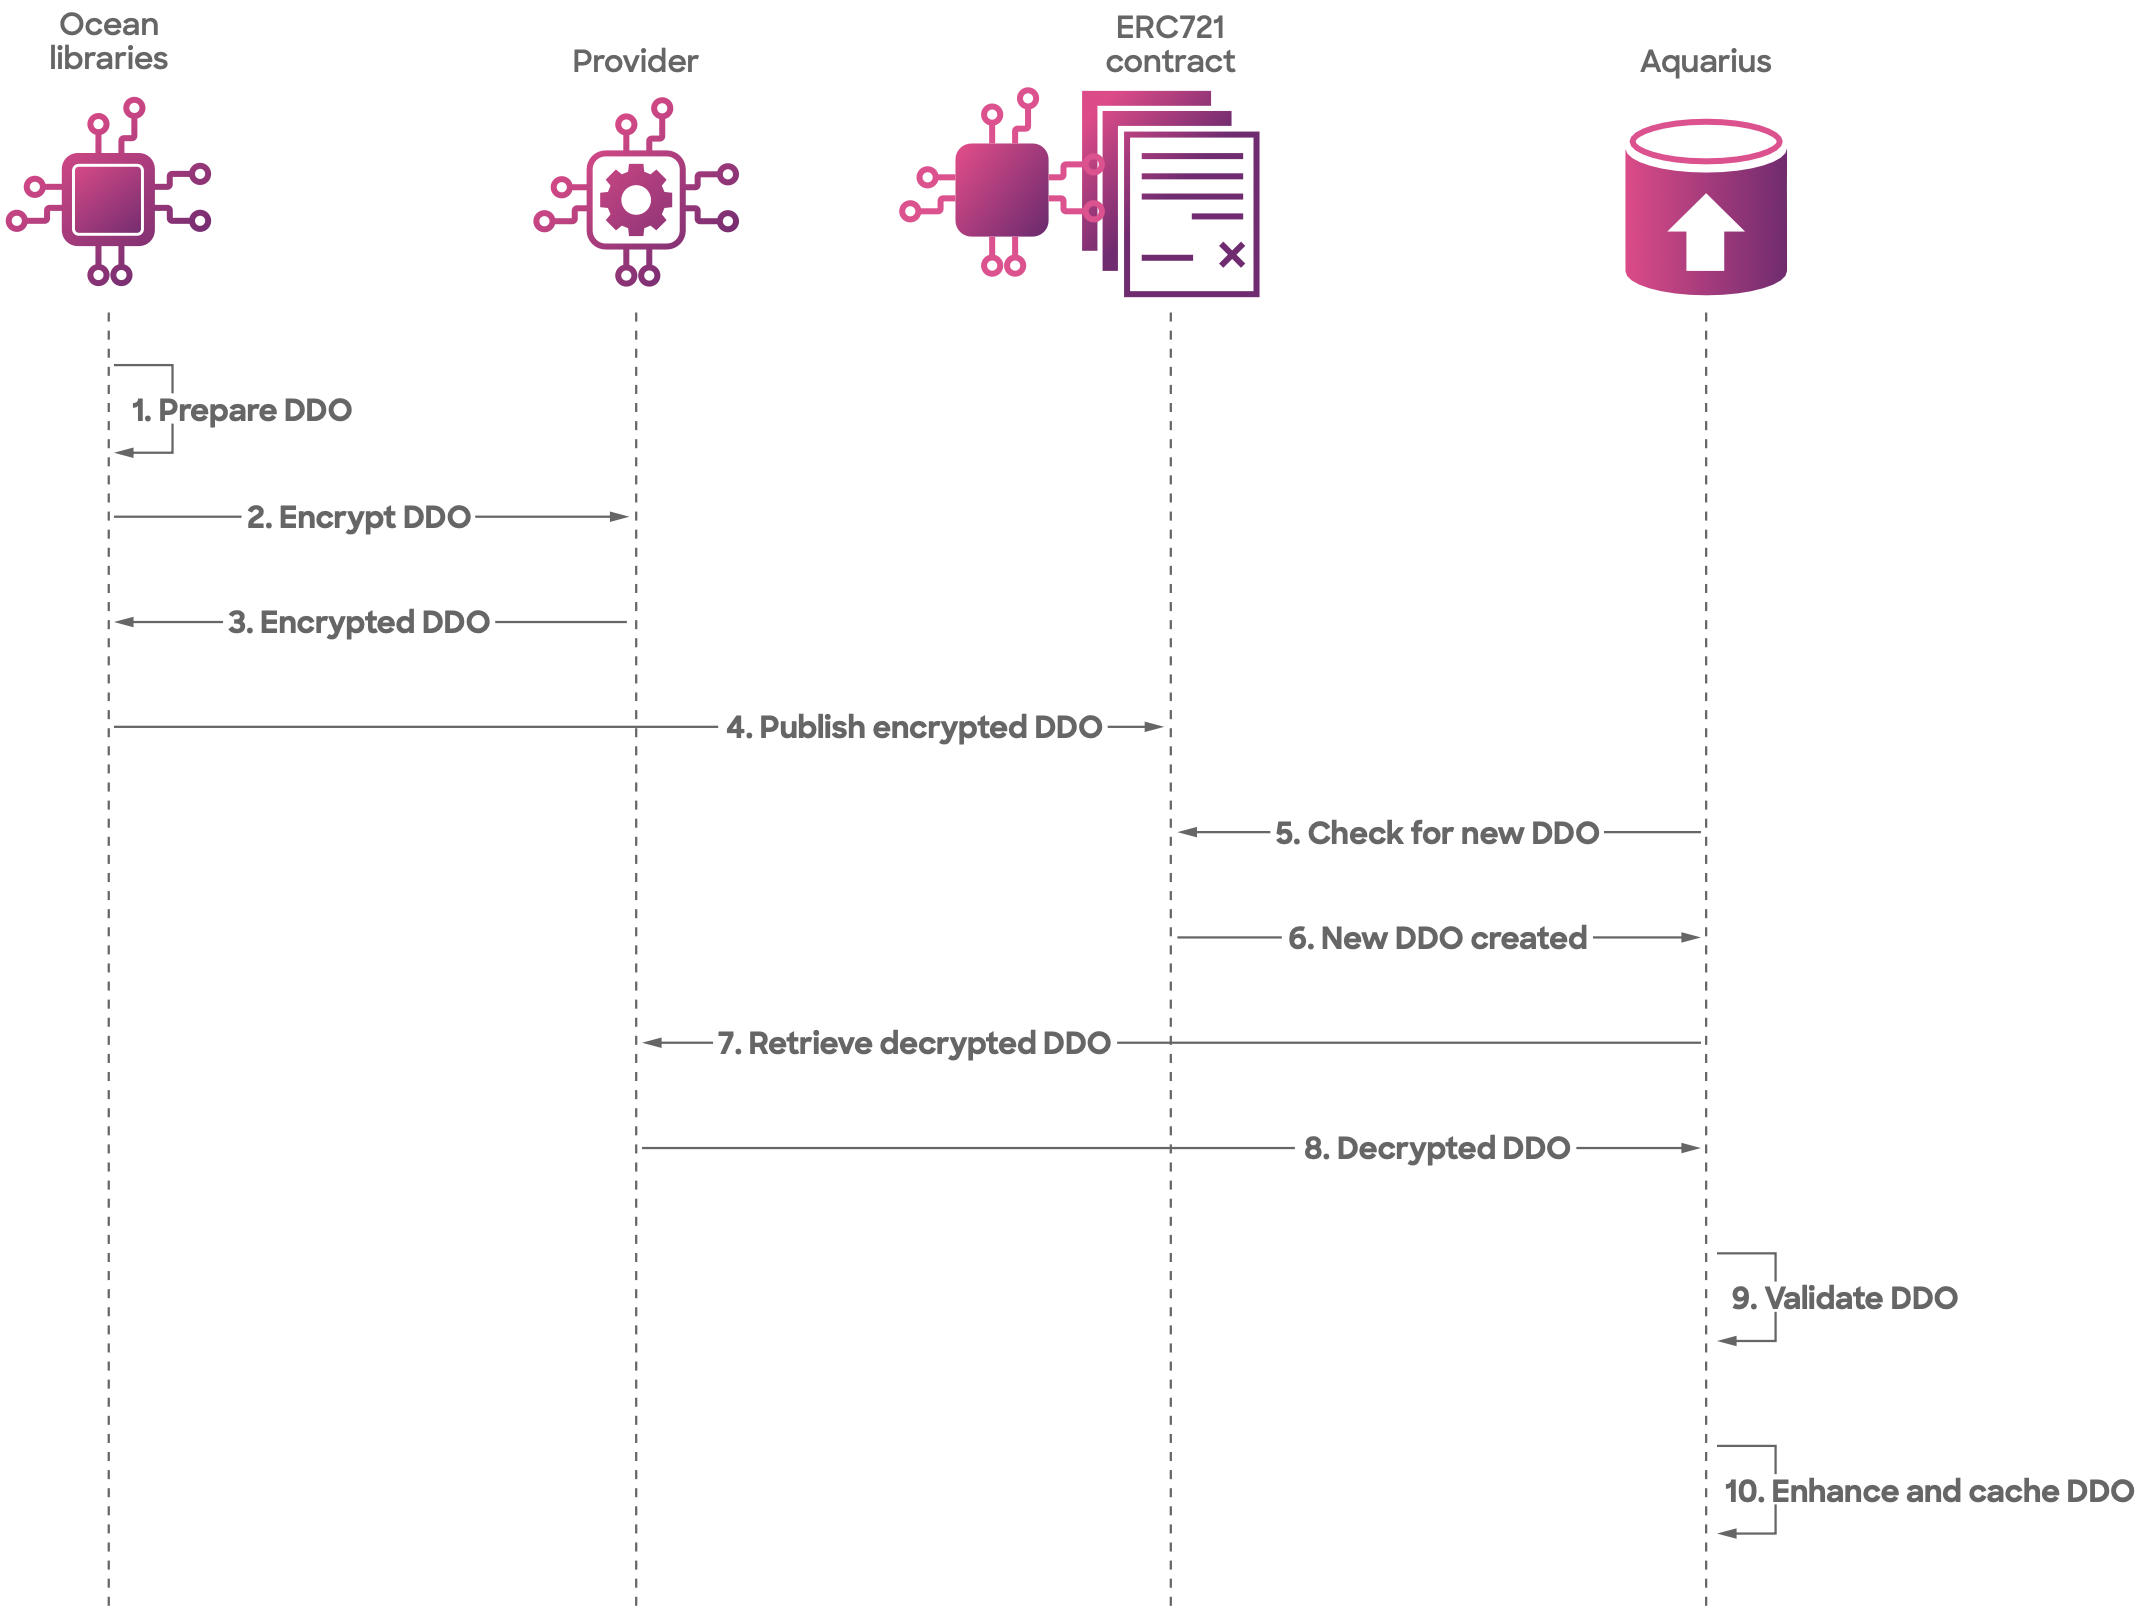 Ocean
libraries
Provider
ERC721
contract
Aquarius
1. Prepare DDO
2. Encrypt DDO
3. Encrypted DDO
4. Publish encrypted DDO
5. Check for new DDO
6. New DDO created
7. Retrieve decrypted DDO
8. Decrypted DDO
9. Validate DDO
10. Enhance and cache DDO